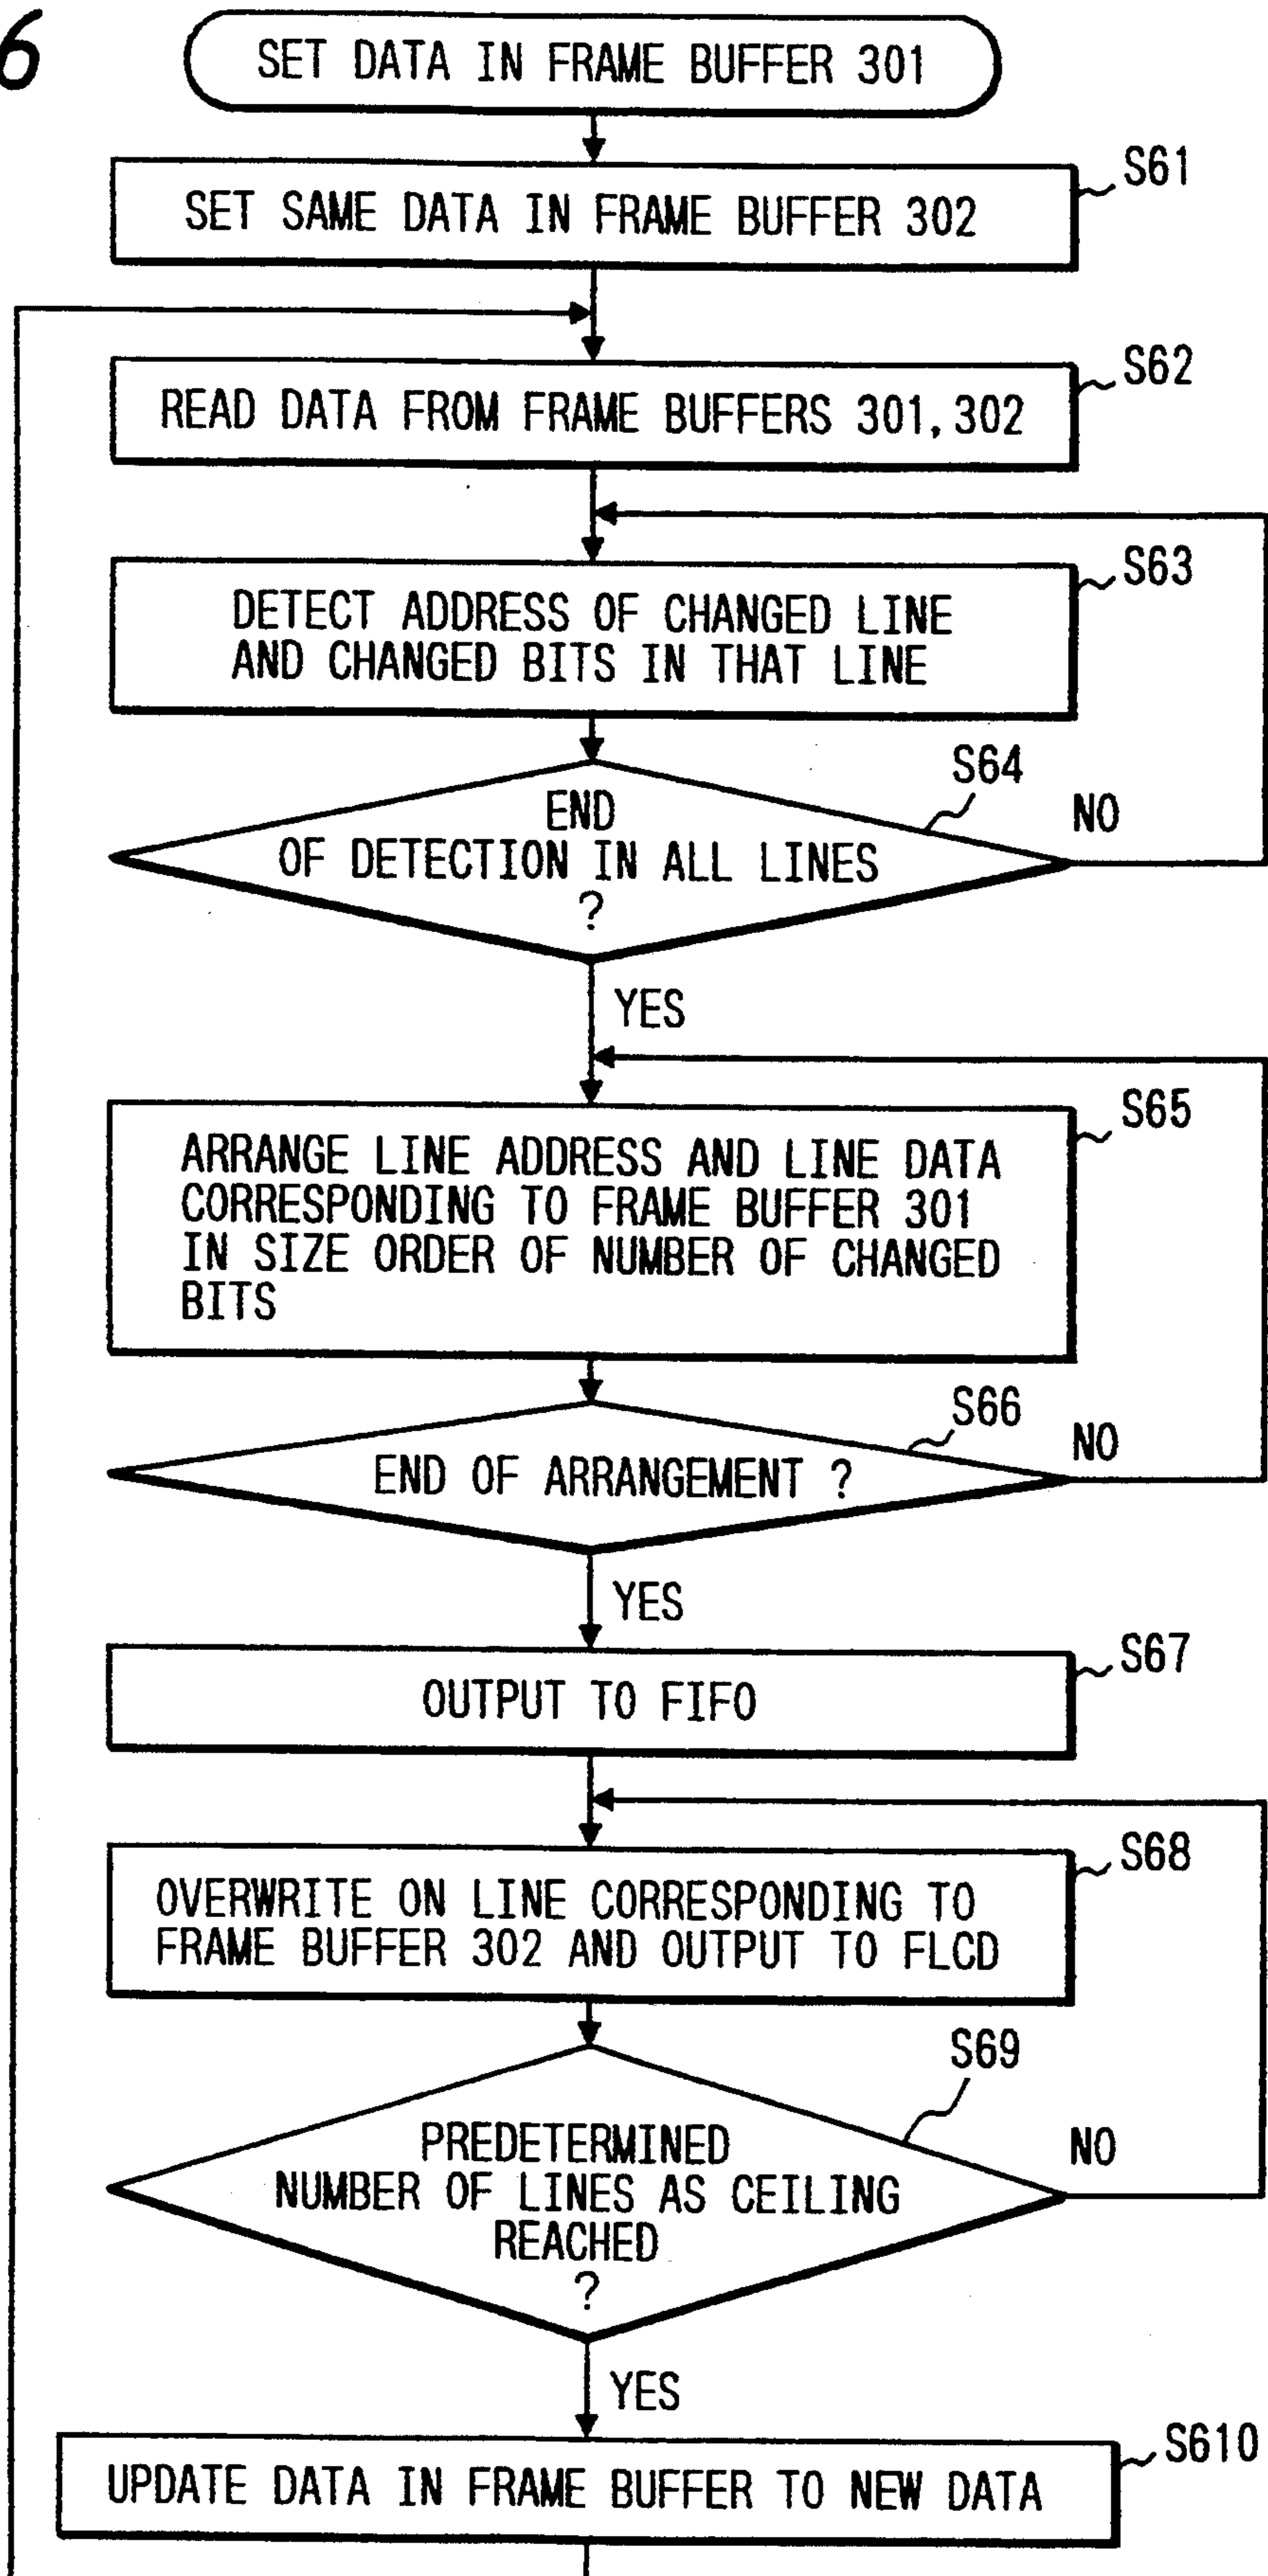 6
SET DATA IN FRAME BUFFER 301
S61
SET SAME DATA IN FRAME BUFFER 302
S62
READ DATA FROM FRAME BUFFERS 301, 302
S63
DETECT ADDRESS OF CHANGED LINE
AND CHANGED BITS IN THAT LINE
S64
NO
END
OF DETECTION IN ALL LINES
?
YES
S65
ARRANGE LINE ADDRESS AND LINE DATA
CORRESPONDING TO FRAME BUFFER 301
IN SIZE ORDER OF NUMBER OF CHANGED
BITS
S66
NO
END OF ARRANGEMENT ?
YES
S67
OUTPUT TO FIFO
S68
OVERWRITE ON LINE CORRESPONDING TO
FRAME BUFFER 302 AND OUTPUT TO FLCD
S69
NO
PREDETERMINED
NUMBER OF LINES AS CEILING
REACHED
?
YES
S610
UPDATE DATA IN FRAME BUFFER TO NEW DATA